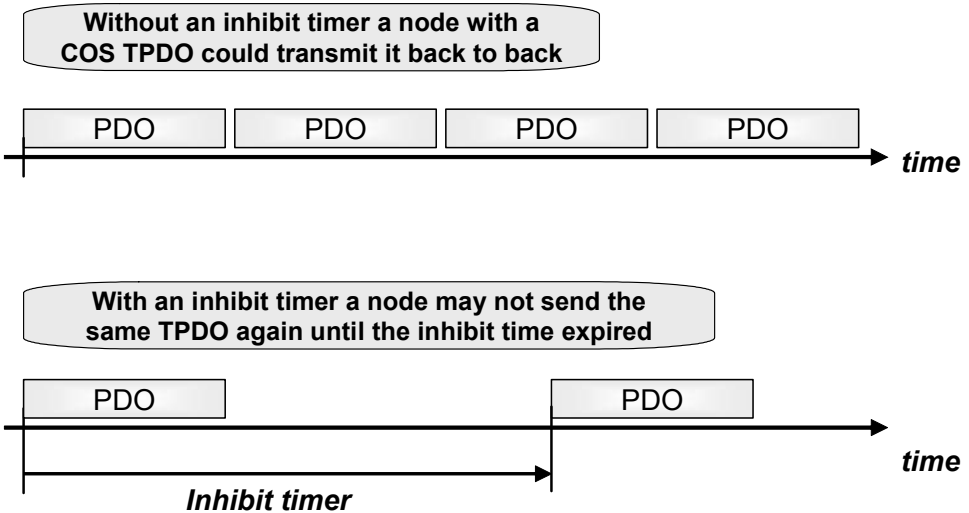 Without an inhibit timer a node with a
COS TPDO could transmit it back to back
PDO PDO PDO PDO
time
With an inhibit timer a node may not send the
same TPDO again until the inhibit time expired
PDO PDO
time
Inhibit timer